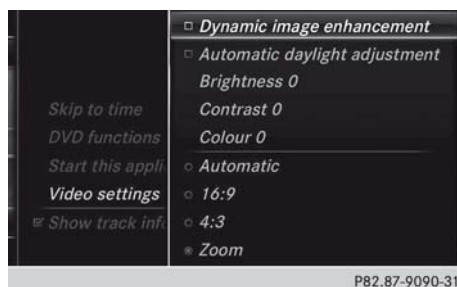 Skip to time
DVD functions
Start this appli
Video settings
Show track info
Dynamic image enhancement
Automatic daylight adjustment
Brightness 0
Contrast 0
Colour 0
Automatic
16:9
4:3
Zoom
P82.87-9090-31